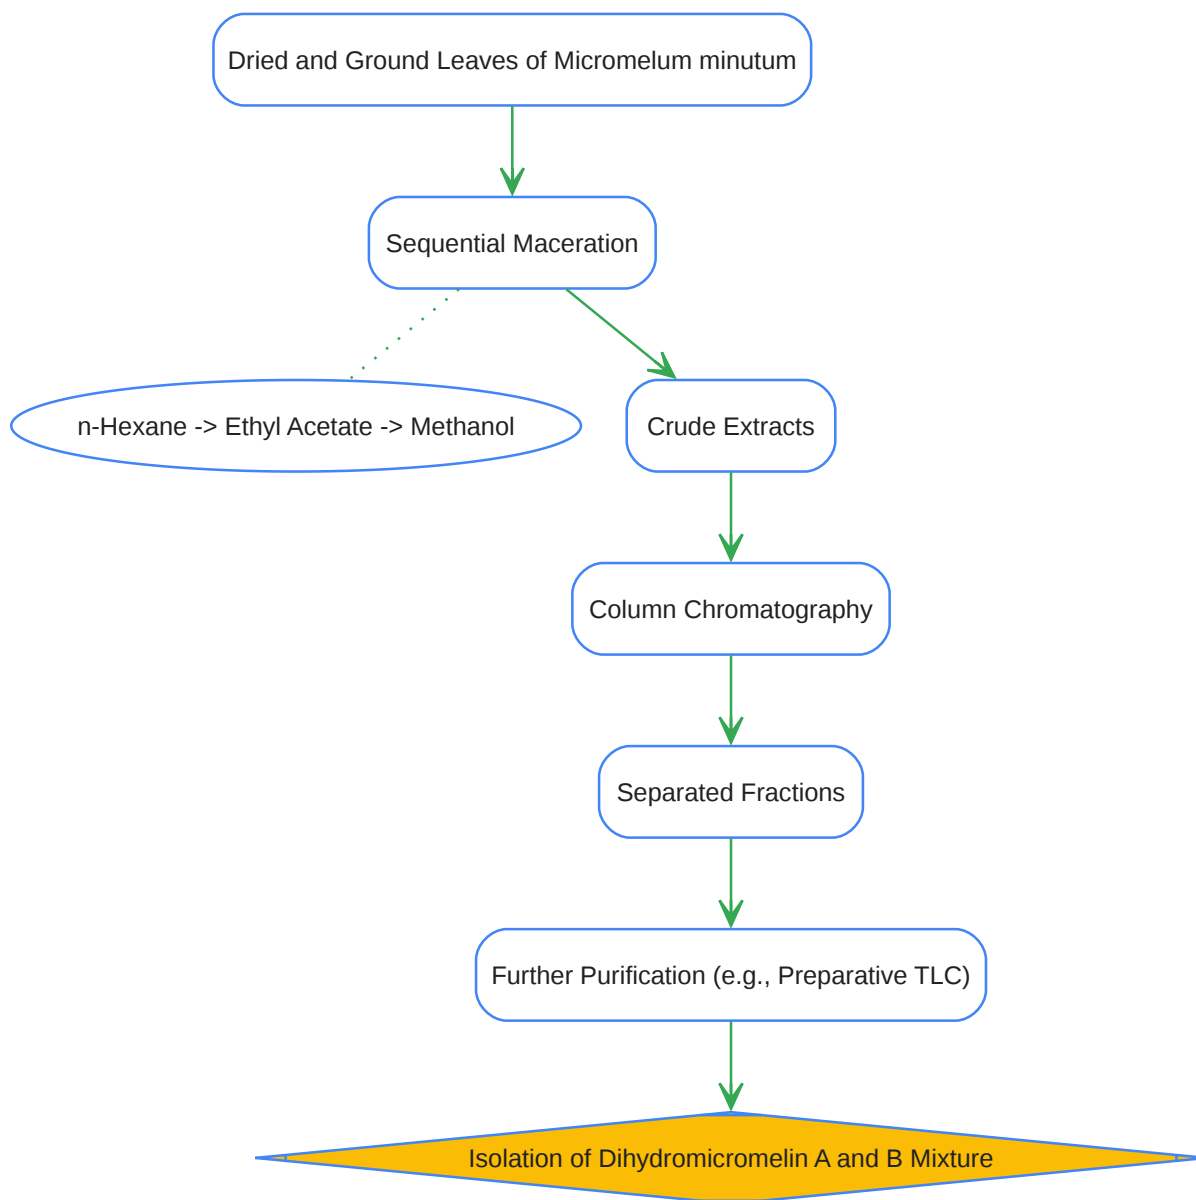 Dried and Ground Leaves of Micromelum minutum
Sequential Maceration
n-Hexane -> Ethyl Acetate -> Methanol
Crude Extracts
Column Chromatography
Separated Fractions
Further Purification (e.g., Preparative TLC)
Isolation of Dihydromicromelin A and B Mixture